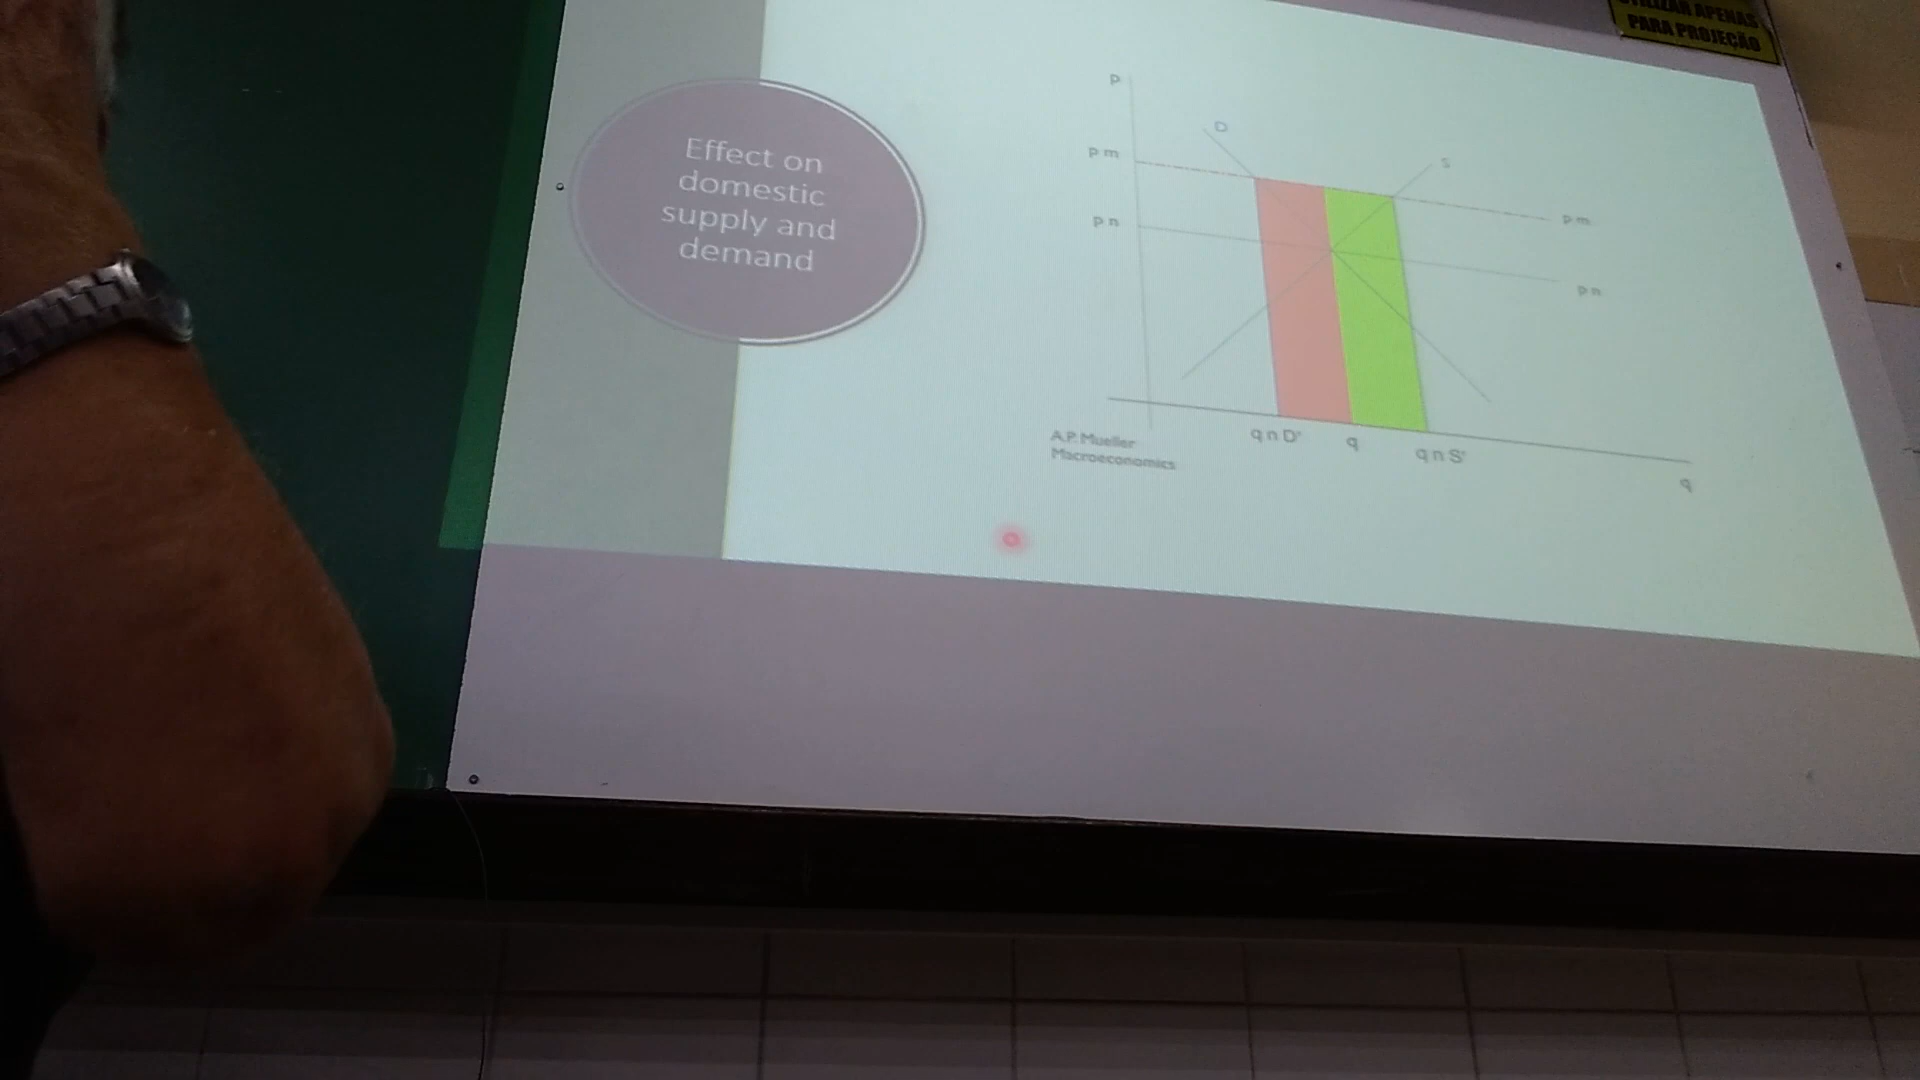 UTILIZAR APENAS
PARA PROJEÇÃO
Effect on
domestic
supply and
demand
P
D
p m
S
p m
p n
p n
q n D'
q
q n S'
q
A.P. Mueller
Macroeconomics